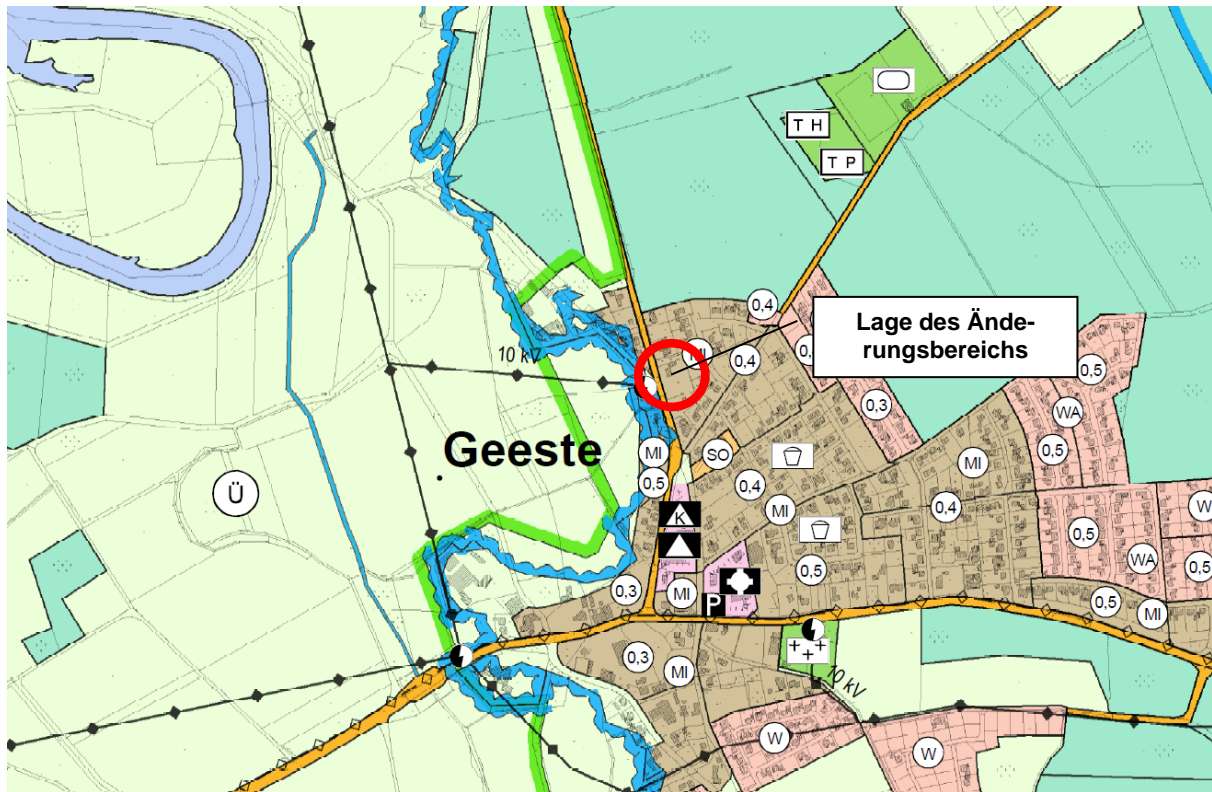 T H
T P
0,4
Lage des Ände-
rungsbereichs
10 kV
0,4
0,5
0,3
WA
0,5
Geeste
MI
SO
MI
0,5
0,4
Ü
MI
0,4
K
0,5
W
WA
0,5
0,5
0,3
MI
P
0,5
MI
0,3
MI
10 kV
W
W